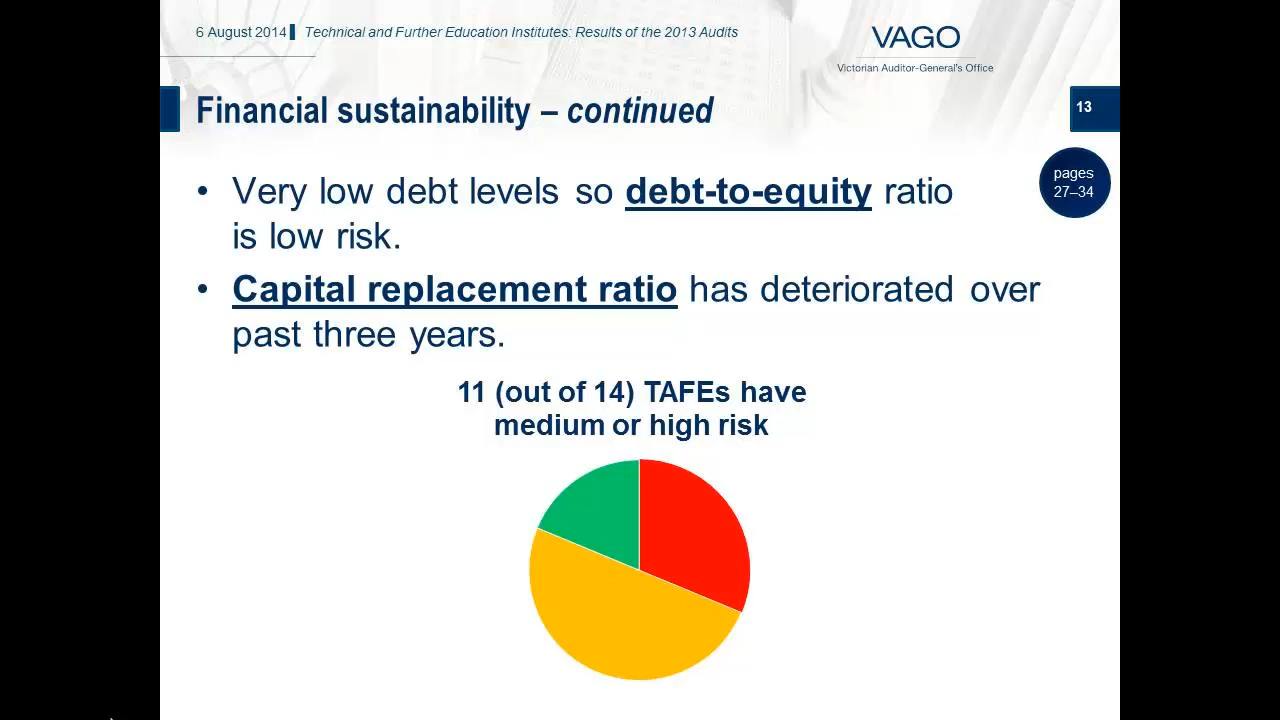 6 August 2014 Technical and Further Education Institutes: Results of the 2013 Audits
VAGO
Victorian Auditor-General's Office
Financial sustainability – continued
13
pages
27–34
• Very low debt levels so debt-to-equity ratio
is low risk.
• Capital replacement ratio has deteriorated over
past three years.
11 (out of 14) TAFEs have
medium or high risk